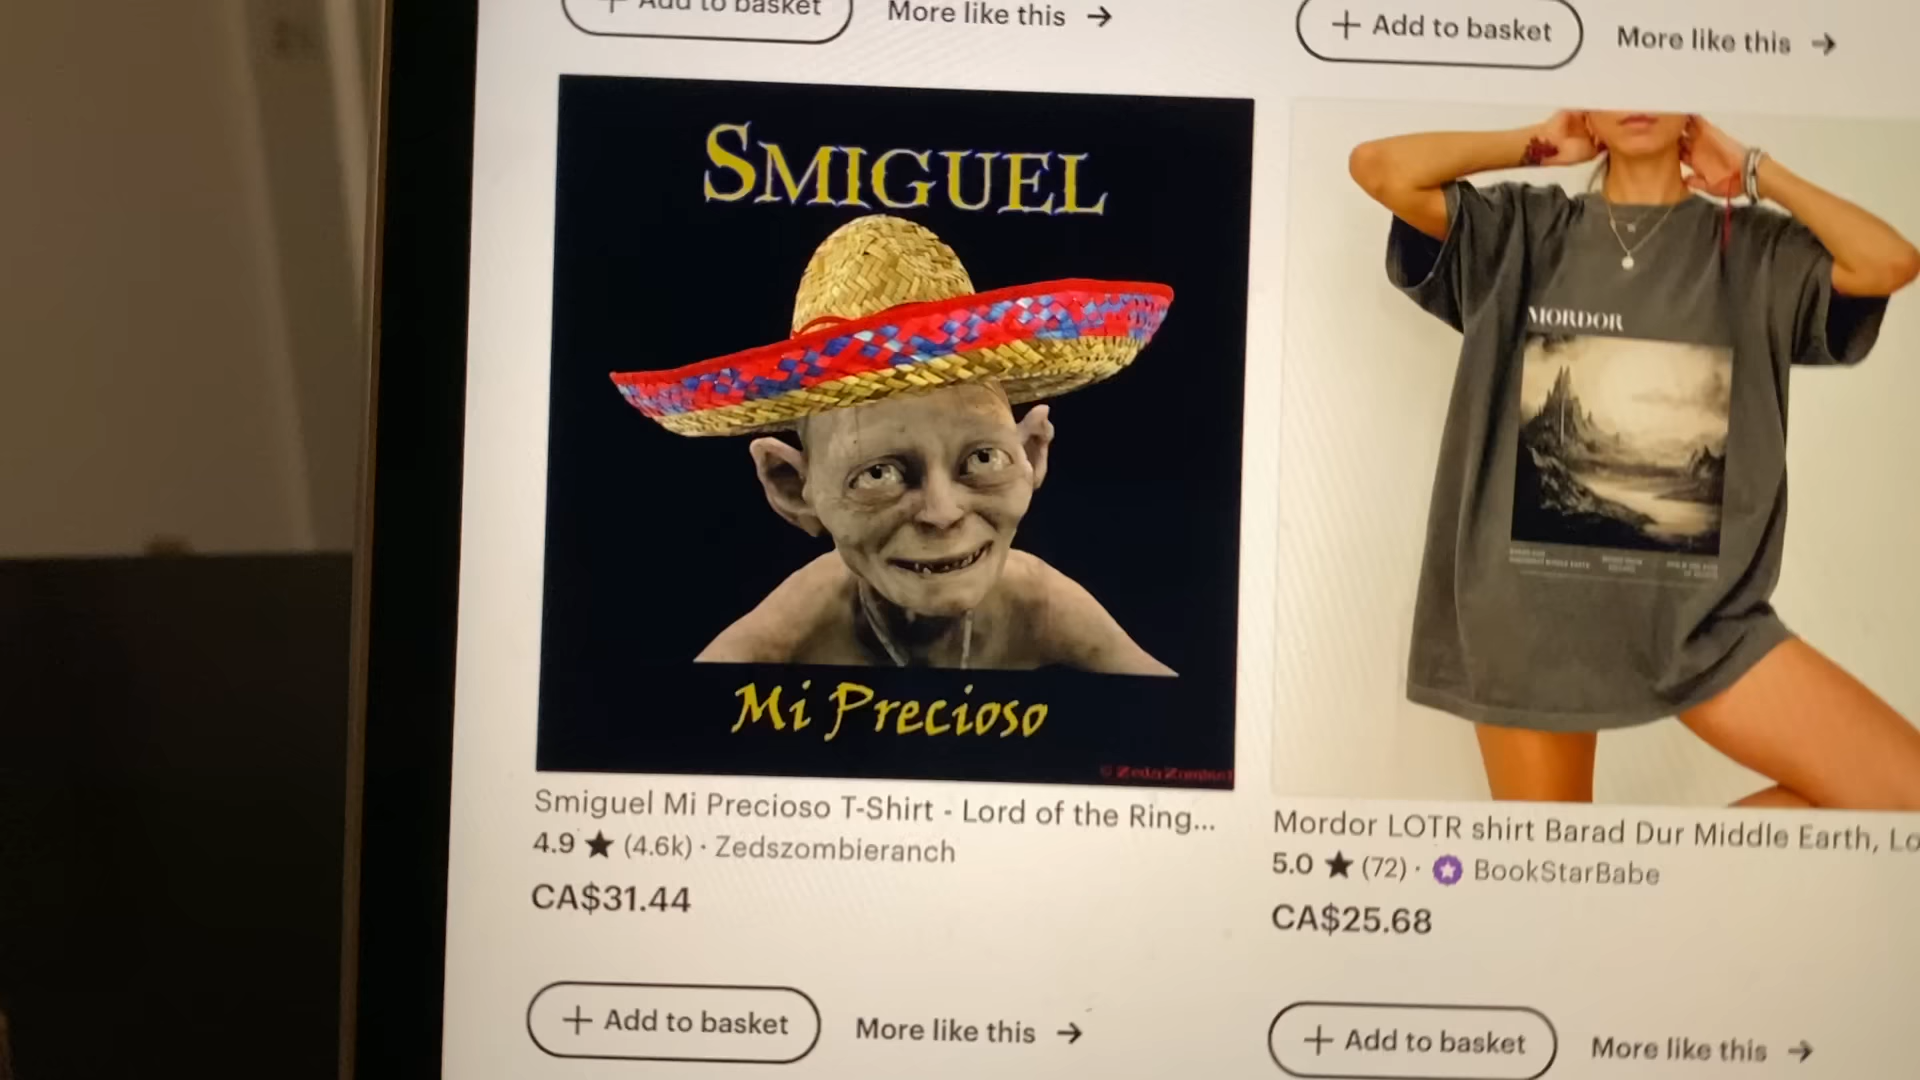 Add to basket
More like this →
+ Add to basket
More like this →
SMIGUEL
Mi Precioso
Smiguel Mi Precioso T-Shirt - Lord of the Ring...
4.9 ★ (4.6k) · Zedszombieranch
CA$31.44
+ Add to basket
More like this →
MORDOR
Mordor LOTR shirt Barad Dur Middle Earth, Lo
5.0 ★ (72) · BookStarBabe
CA$25.68
+ Add to basket
More like this →